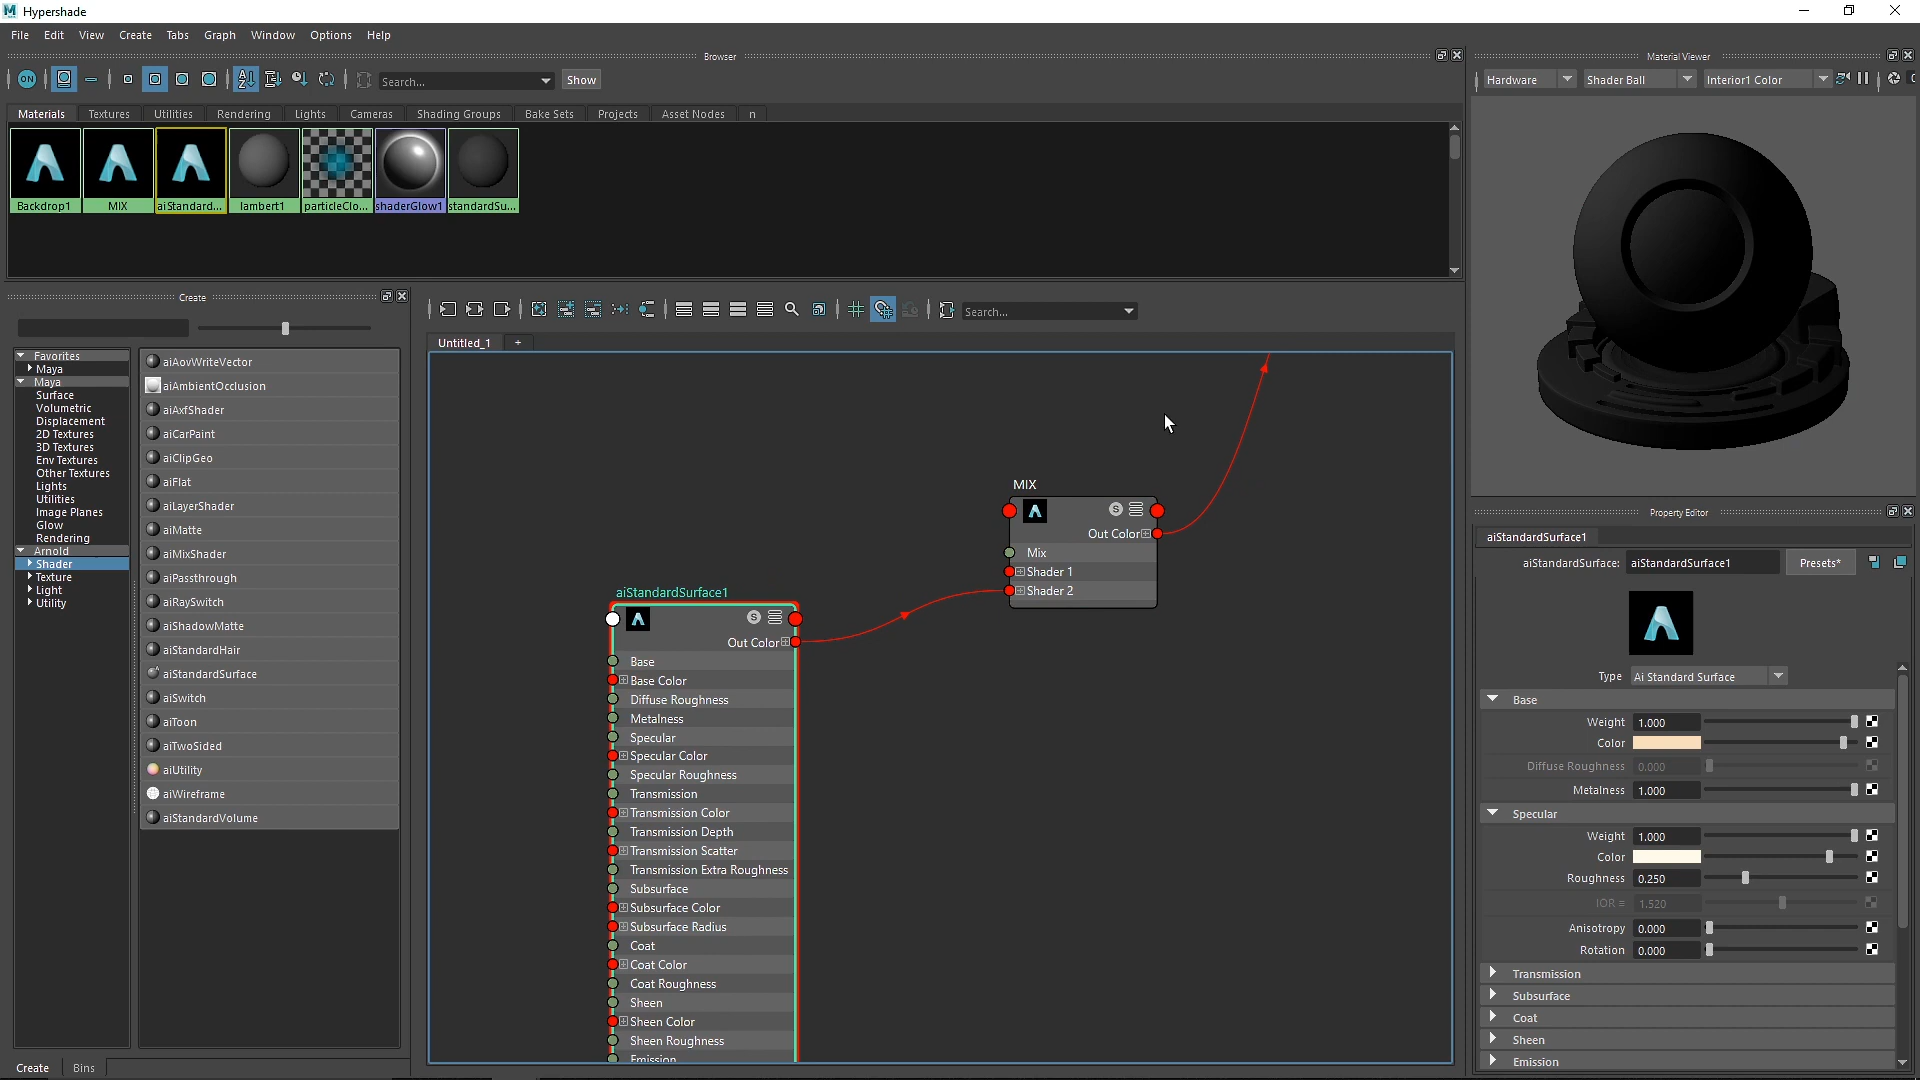 M Hypershade
File Edit View Create Tabs Graph Window Options Help
Browser
Material Viewer
ON
AZ
Search...
Show
Hardware
Shader Ball
Interior1 Color
Materials Textures Utilities Rendering Lights Cameras Shading Groups Bake Sets Projects Asset Nodes n
Backdrop1 MIX aiStandard... lambert1 particleClo... shaderGlow1 standardSu...
Create
Search...
Untitled_1 +
Favorites
Maya
Maya
Surface
Volumetric
Displacement
2D Textures
3D Textures
Env Textures
Other Textures
Lights
Utilities
Image Planes
Glow
Rendering
Arnold
Shader
Texture
Light
Utility
aiAovWriteVector
aiAmbientOcclusion
aiAxfShader
aiCarPaint
aiClipGeo
aiFlat
aiLayerShader
aiMatte
aiMixShader
aiPassthrough
aiRaySwitch
aiShadowMatte
aiStandardHair
aiStandardSurface
aiSwitch
aiToon
aiTwoSided
aiUtility
aiWireframe
aiStandardVolume
Create Bins
MIX
S
Out Color
Mix
Shader 1
Shader 2
aiStandardSurface1
S
Out Color
Base
Base Color
Diffuse Roughness
Metalness
Specular
Specular Color
Specular Roughness
Transmission
Transmission Color
Transmission Depth
Transmission Scatter
Transmission Extra Roughness
Subsurface
Subsurface Color
Subsurface Radius
Coat
Coat Color
Coat Roughness
Sheen
Sheen Color
Sheen Roughness
Emission
Property Editor
aiStandardSurface1
aiStandardSurface: aiStandardSurface1 Presets*
Type Ai Standard Surface
Base
Weight 1.000
Color
Diffuse Roughness 0.000
Metalness 1.000
Specular
Weight 1.000
Color
Roughness 0.250
IOR = 1.520
Anisotropy 0.000
Rotation 0.000
Transmission
Subsurface
Coat
Sheen
Emission